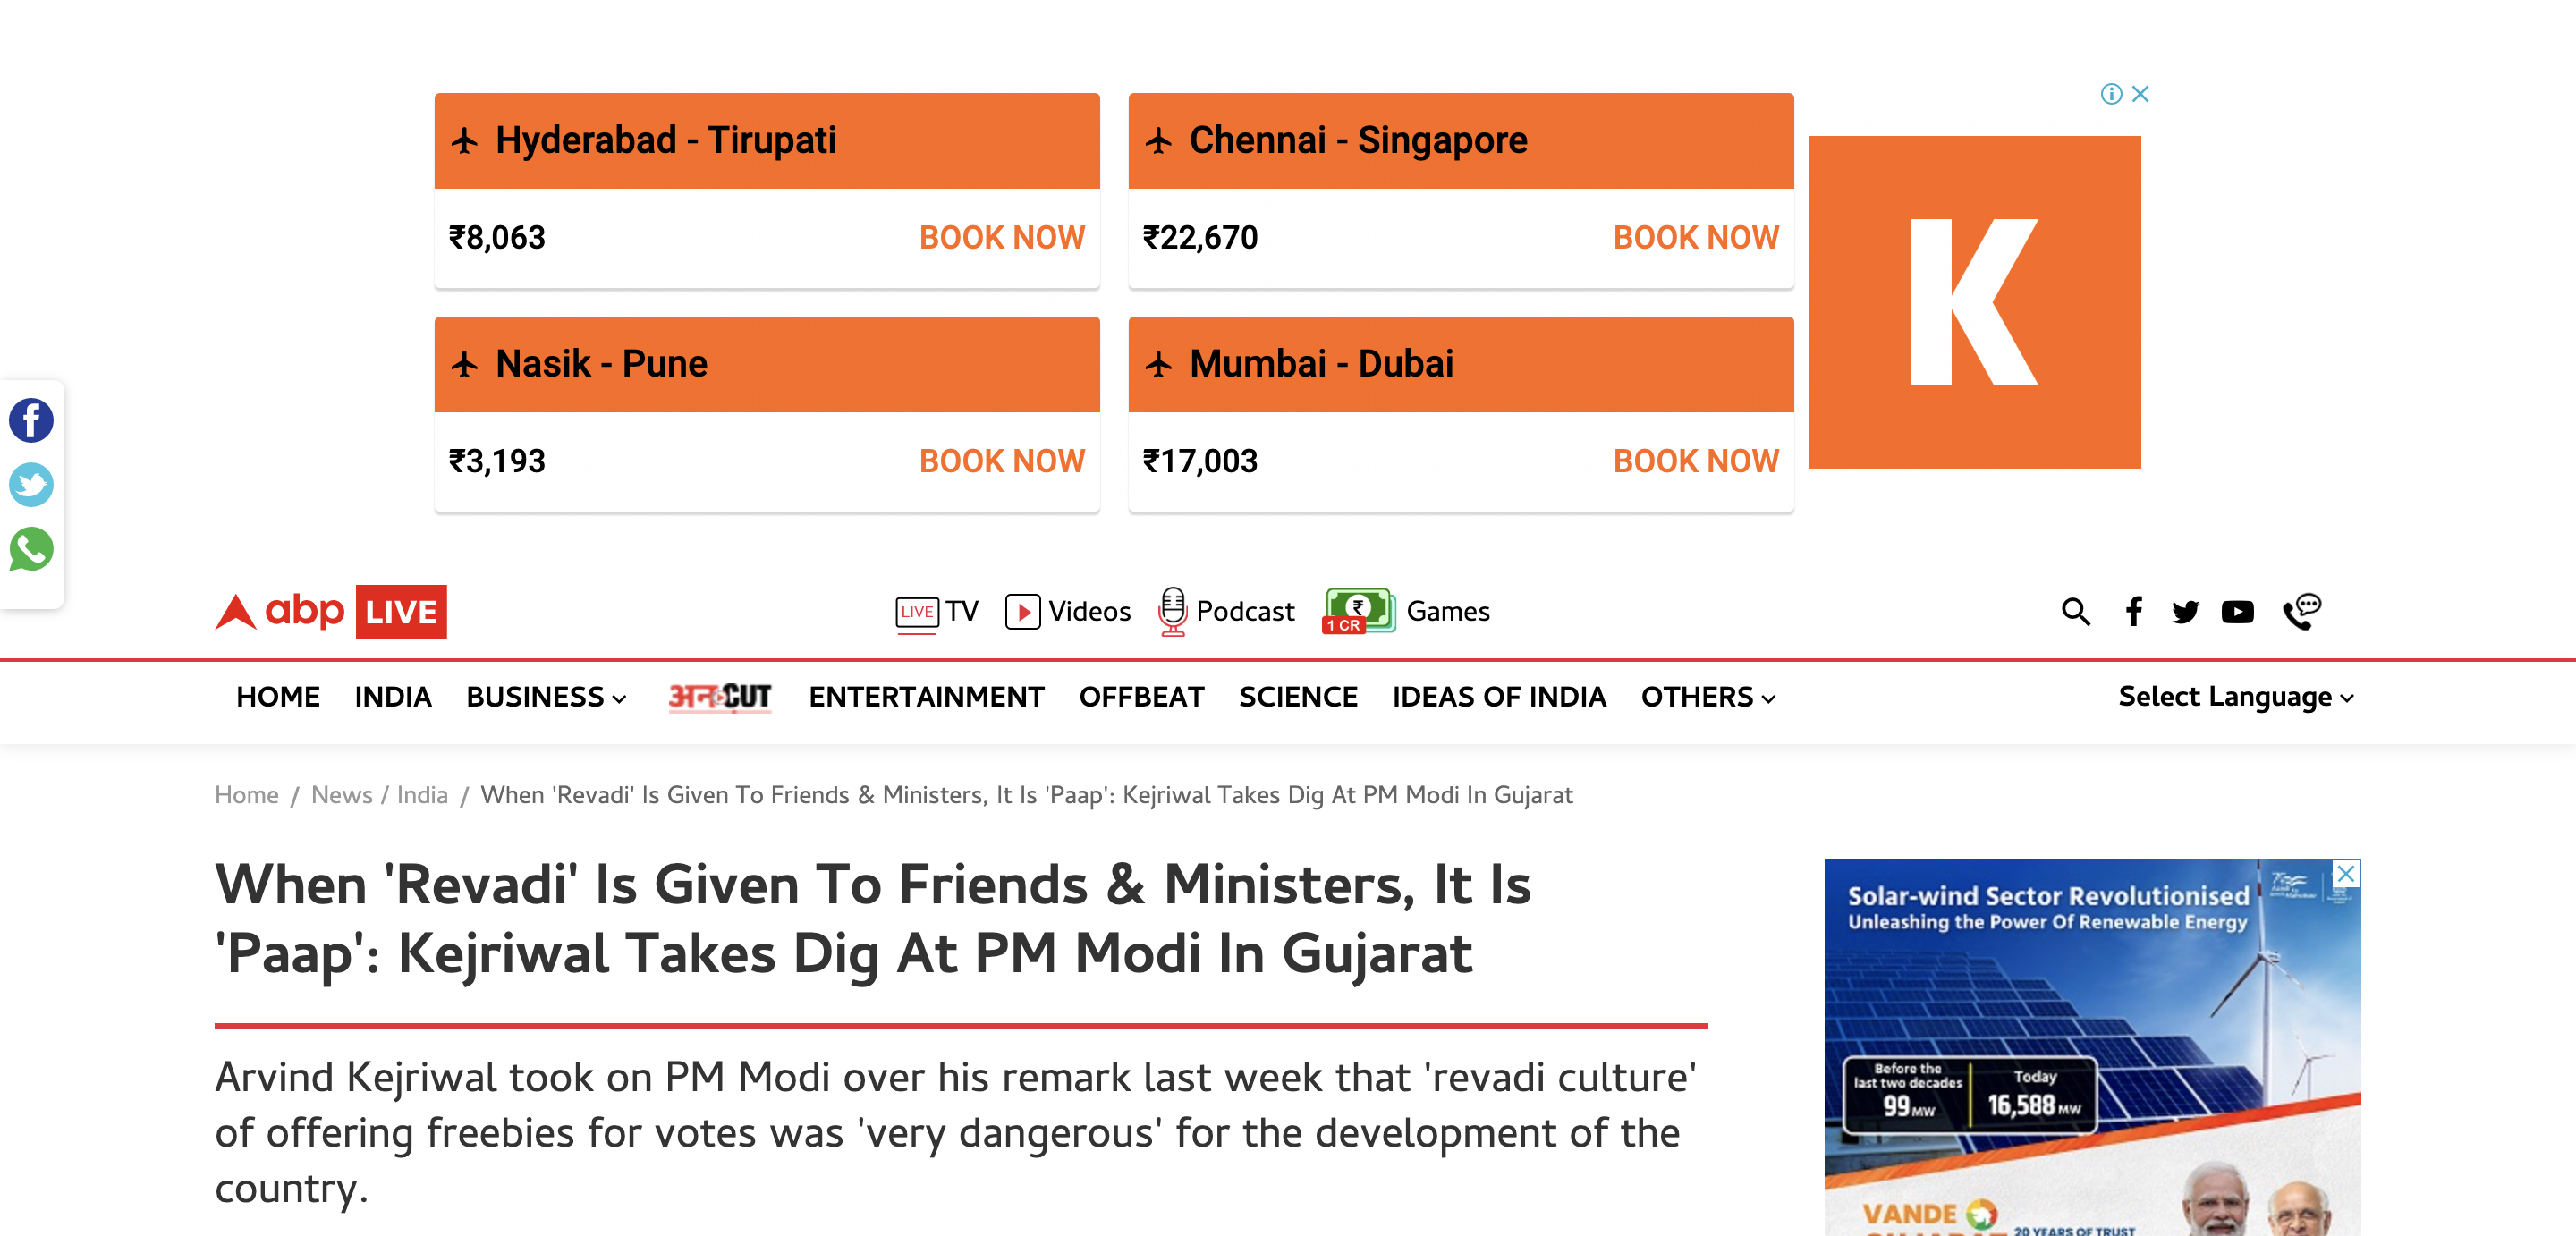 Hyderabad - Tirupati
₹8,063 BOOK NOW
Chennai - Singapore
₹22,670 BOOK NOW
Nasik - Pune
₹3,193 BOOK NOW
Mumbai - Dubai
₹17,003 BOOK NOW
K
abp LIVE
LIVE TV Videos Podcast 1 CR Games
HOME INDIA BUSINESS अनCUT ENTERTAINMENT OFFBEAT SCIENCE IDEAS OF INDIA OTHERS Select Language
Home / News / India / When 'Revadi' Is Given To Friends & Ministers, It Is 'Paap': Kejriwal Takes Dig At PM Modi In Gujarat
When 'Revadi' Is Given To Friends & Ministers, It Is
'Paap': Kejriwal Takes Dig At PM Modi In Gujarat
Arvind Kejriwal took on PM Modi over his remark last week that 'revadi culture'
of offering freebies for votes was 'very dangerous' for the development of the
country.
Solar-wind Sector Revolutionised
Unleashing the Power Of Renewable Energy
Before the
last two decades
99 MW
Today
16,588 MW
VANDE
20 YEARS OF TRUST